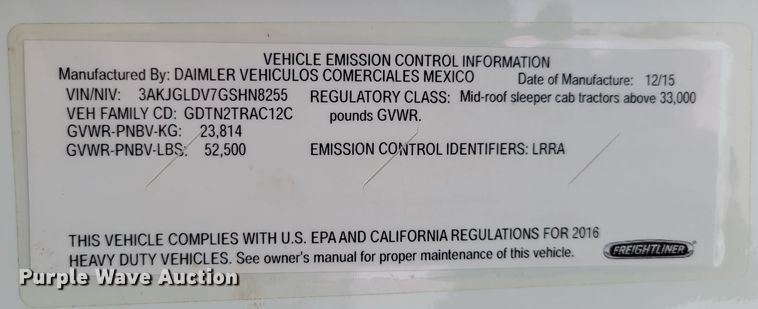 VEHICLE EMISSION CONTROL INFORMATION
Manufactured By: DAIMLER VEHICULOS COMERCIALES MEXICO Date of Manufacture: 12/15
VIN/NIV: 3AKJGLDV7GSHN8255 REGULATORY CLASS: Mid-roof sleeper cab tractors above 33,000
VEH FAMILY CD: GDTN2TRAC12C pounds GVWR.
GVWR-PNBV-KG: 23,814
GVWR-PNBV-LBS: 52,500 EMISSION CONTROL IDENTIFIERS: LRRA
THIS VEHICLE COMPLIES WITH U.S. EPA AND CALIFORNIA REGULATIONS FOR 2016
HEAVY DUTY VEHICLES. See owner's manual for proper maintenance of this vehicle.
FREIGHTLINER
Purple Wave Auction